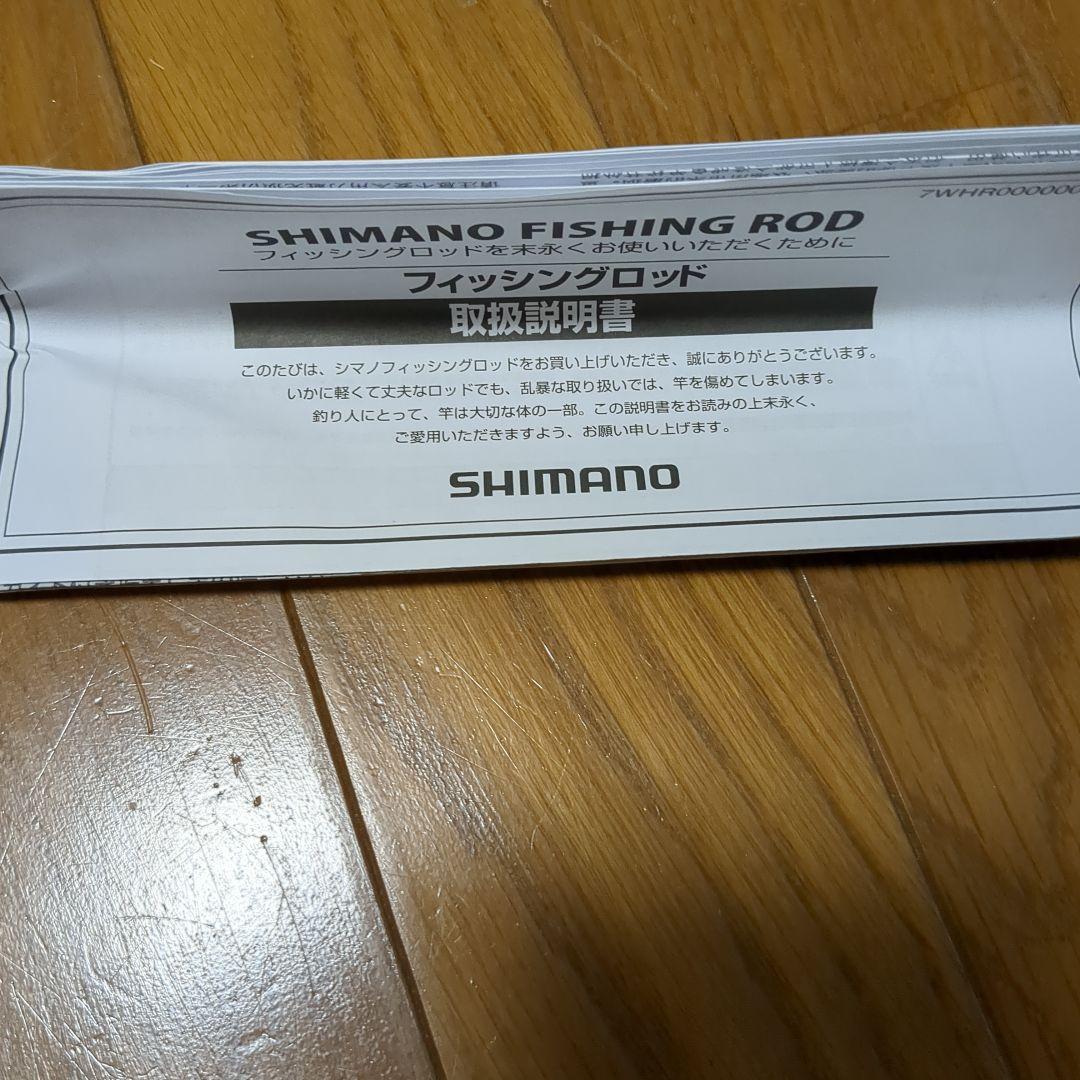 7WHR000000
SHIMANO FISHING ROD
フィッシングロッドを末永くお使いいただくために
フィッシングロッド
取扱説明書
このたびは、シマノフィッシングロッドをお買い上げいただき、誠にありがとうございます。
いかに軽くて丈夫なロッドでも、乱暴な取り扱いでは、竿を傷めてしまいます。
釣り人にとって、竿は大切な体の一部。この説明書をお読みの上末永く、
ご愛用いただきますよう、お願い申し上げます。
SHIMANO